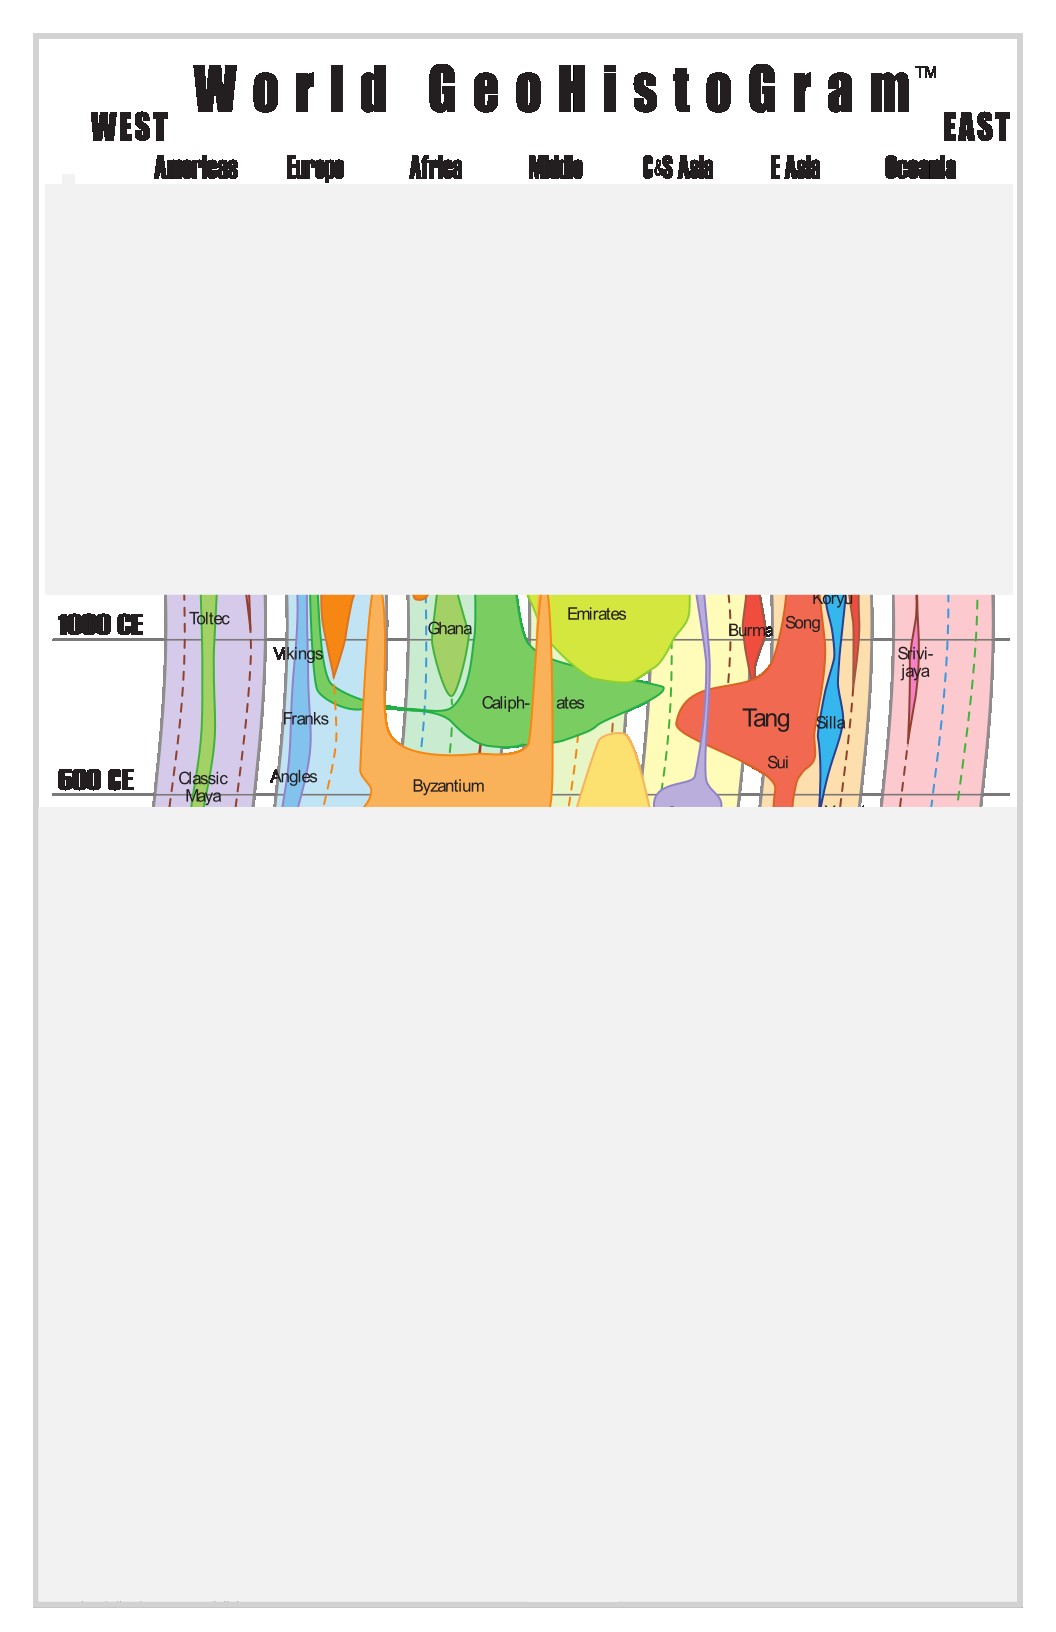 World GeoHistoGram™
WEST
EAST
Americas
Europe
Africa
Middle
C&S Asia
E Asia
Oceania
Koryu
Toltec
Ghana
Emirates
Burma
Song
1000 CE
Vikings
Srivi-
jaya
Caliph-
ates
Franks
Tang
Silla
Sui
Classic
Maya
Angles
Byzantium
500 CE